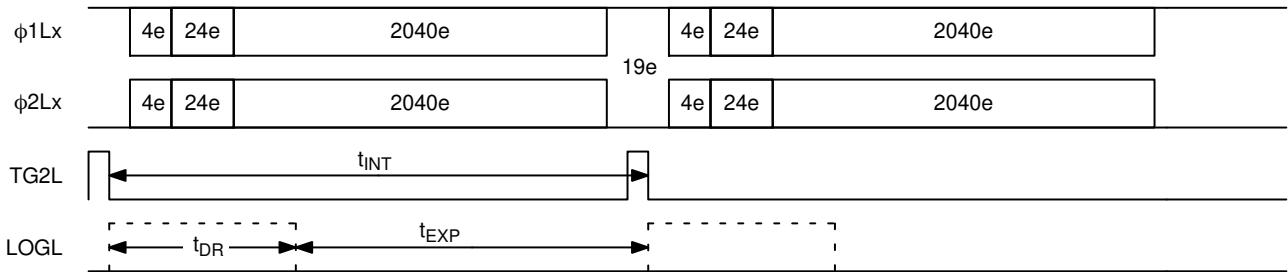 ϕ1Lx 4e 24e 2040e 4e 24e 2040e
19e
ϕ2Lx 4e 24e 2040e 4e 24e 2040e
TG2L tINT
LOGL tDR tEXP